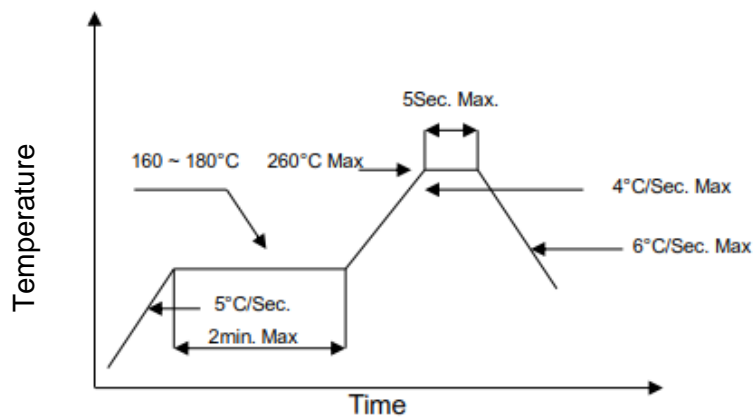 5Sec. Max.
160 ~ 180°C
260°C Max
4°C/Sec. Max
6°C/Sec. Max
5°C/Sec.
2min. Max
Temperature
Time